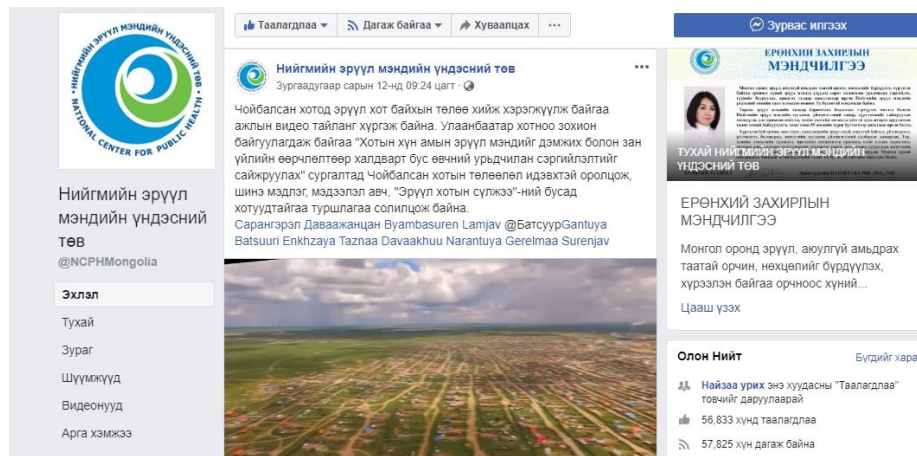 Таалагдлаа
Дагаж байгаа
Хуваалцах
Зурвас илгээх
НИЙГМИЙН ЭРҮҮЛ МЭНДИЙН ҮНДЭСНИЙ ТӨВ
NATIONAL CENTER FOR PUBLIC HEALTH
Нийгмийн эрүүл
мэндийн үндэсний
төв
@NCPHMongolia
Эхлэл
Тухай
Зураг
Шүүмжүүд
Видеонууд
Арга хэмжээ
Нийгмийн эрүүл мэндийн үндэсний төв
Зургаадугаар сарын 12-нд 09:24 цагт ·
Чойбалсан хотод эрүүл хот байхын төлөө хийж хэрэгжүүлж байгаа
ажлын видео тайланг хүргэж байна. Улаанбаатар хотноо зохион
байгуулагдаж байгаа "Хотын хүн амын эрүүл мэндийг дэмжих болон зан
үйлийн өөрчлөлтөөр халдварт бус өвчний урьдчилан сэргийлэлтийг
сайжруулах" сургалтад Чойбалсан хотын төлөөлөл идэвхтэй оролцож,
шинэ мэдлэг, мэдээлэл авч, "Эрүүл хотын сүлжээ"-ний бусад
хотуудтайгаа туршлагаа солилцож байна.
Сарангэрэл Даваажанцан Byambasuren Lamjav @БатсуурGantuya
Batsuuri Enkhzaya Taznaa Davaakhuu Narantuya Gerelmaa Surenjav
ЕРӨНХИЙ ЗАХИРЛЫН
МЭНДЧИЛГЭЭ
ТУХАЙ НИЙГМИЙН ЭРҮҮЛ МЭНДИЙН
ҮНДЭСНИЙ ТӨВ
ЕРӨНХИЙ ЗАХИРЛЫН
МЭНДЧИЛГЭЭ
Монгол оронд эрүүл, аюулгүй амьдрах
таатай орчин, нөхцөлийг бүрдүүлэх,
хүрээлэн байгаа орчноос хүний...
Цааш үзэх
Олон Нийт
Бүгдийг хара
Найзаа урих энэ хуудасны "Таалагдлаа"
товчийг даруулаарай
56,833 хүнд таалагдлаа
57,825 хүн дагаж байна